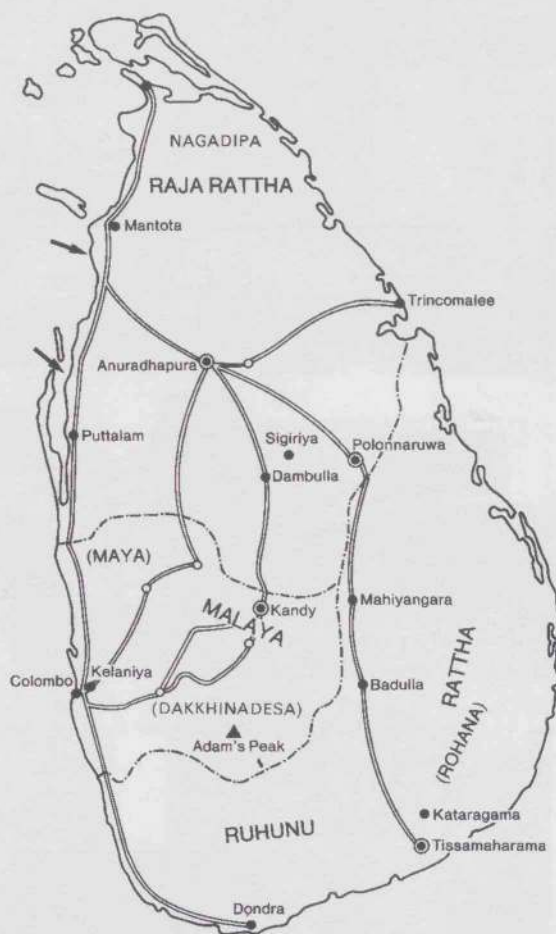 NAGADIPA
RAJA RATTHA
Mantota
Trincomalee
Anuradhapura
Sigiriya
Polonnaruwa
Puttalam
Dambulla
(MAYA)
MALAYA
Kandy
Mahiyangara
Kelaniya
Colombo
Badulla
RATTHA
(ROHANA)
(DAKKHINADESA)
Adam's Peak
Kataragama
RUHUNU
Tissamaharama
Dondra